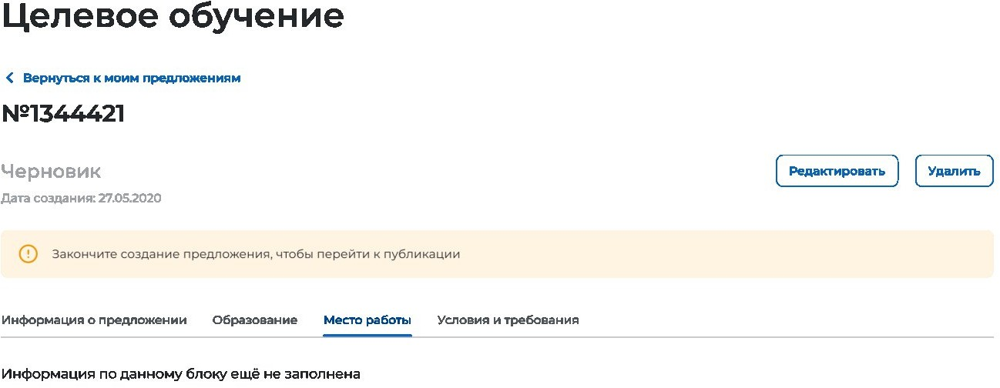 Целевое обучение
Вернуться к моим предложениям
№1344421
Черновик
Редактировать Удалить
Дата создания: 27.05.2020
Закончите создание предложения, чтобы перейти к публикации
Информация о предложении Образование Место работы Условия и требования
Информация по данному блоку ещё не заполнена